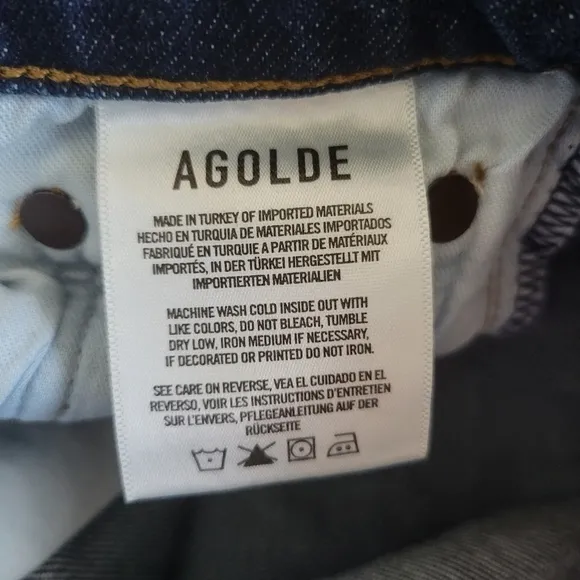 AGOLDE
MADE IN TURKEY OF IMPORTED MATERIALS
HECHO EN TURQUIA DE MATERIALES IMPORTADOS
FABRIQUÉ EN TURQUIE A PARTIR DE MATÉRIAUX
IMPORTÉS, IN DER TÜRKEI HERGESTELLT MIT
IMPORTIERTEN MATERIALIEN
MACHINE WASH COLD INSIDE OUT WITH
LIKE COLORS, DO NOT BLEACH, TUMBLE
DRY LOW, IRON MEDIUM IF NECESSARY,
IF DECORATED OR PRINTED DO NOT IRON.
SEE CARE ON REVERSE, VEA EL CUIDADO EN EL
REVERSO, VOIR LES INSTRUCTIONS D'ENTRETIEN
SUR L'ENVERS, PFLEGEANLEITUNG AUF DER
RÜCKSEITE